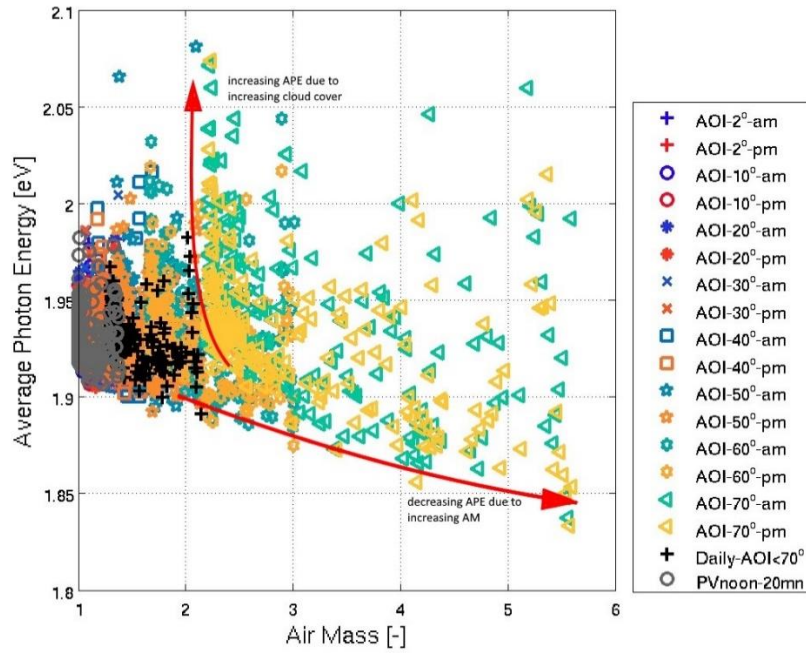 2.1
2.05
2
1.95
1.9
1.85
1.8
Average Photon Energy [eV]
increasing APE due to
increasing cloud cover
decreasing APE due to
increasing AM
1 2 3 4 5 6
Air Mass [-]
AOI-2°-am
AOI-2°-pm
AOI-10°-am
AOI-10°-pm
AOI-20°-am
AOI-20°-pm
AOI-30°-am
AOI-30°-pm
AOI-40°-am
AOI-40°-pm
AOI-50°-am
AOI-50°-pm
AOI-60°-am
AOI-60°-pm
AOI-70°-am
AOI-70°-pm
Daily-AOI<70°
PVnoon-20mn